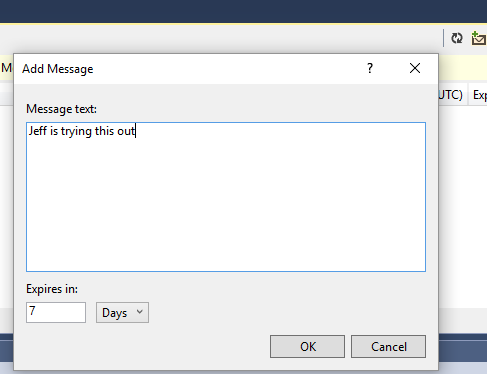 M
Add Message
?
UTC)
Exp
Message text:
Jeff is trying this out
Expires in:
7
Days
OK
Cancel